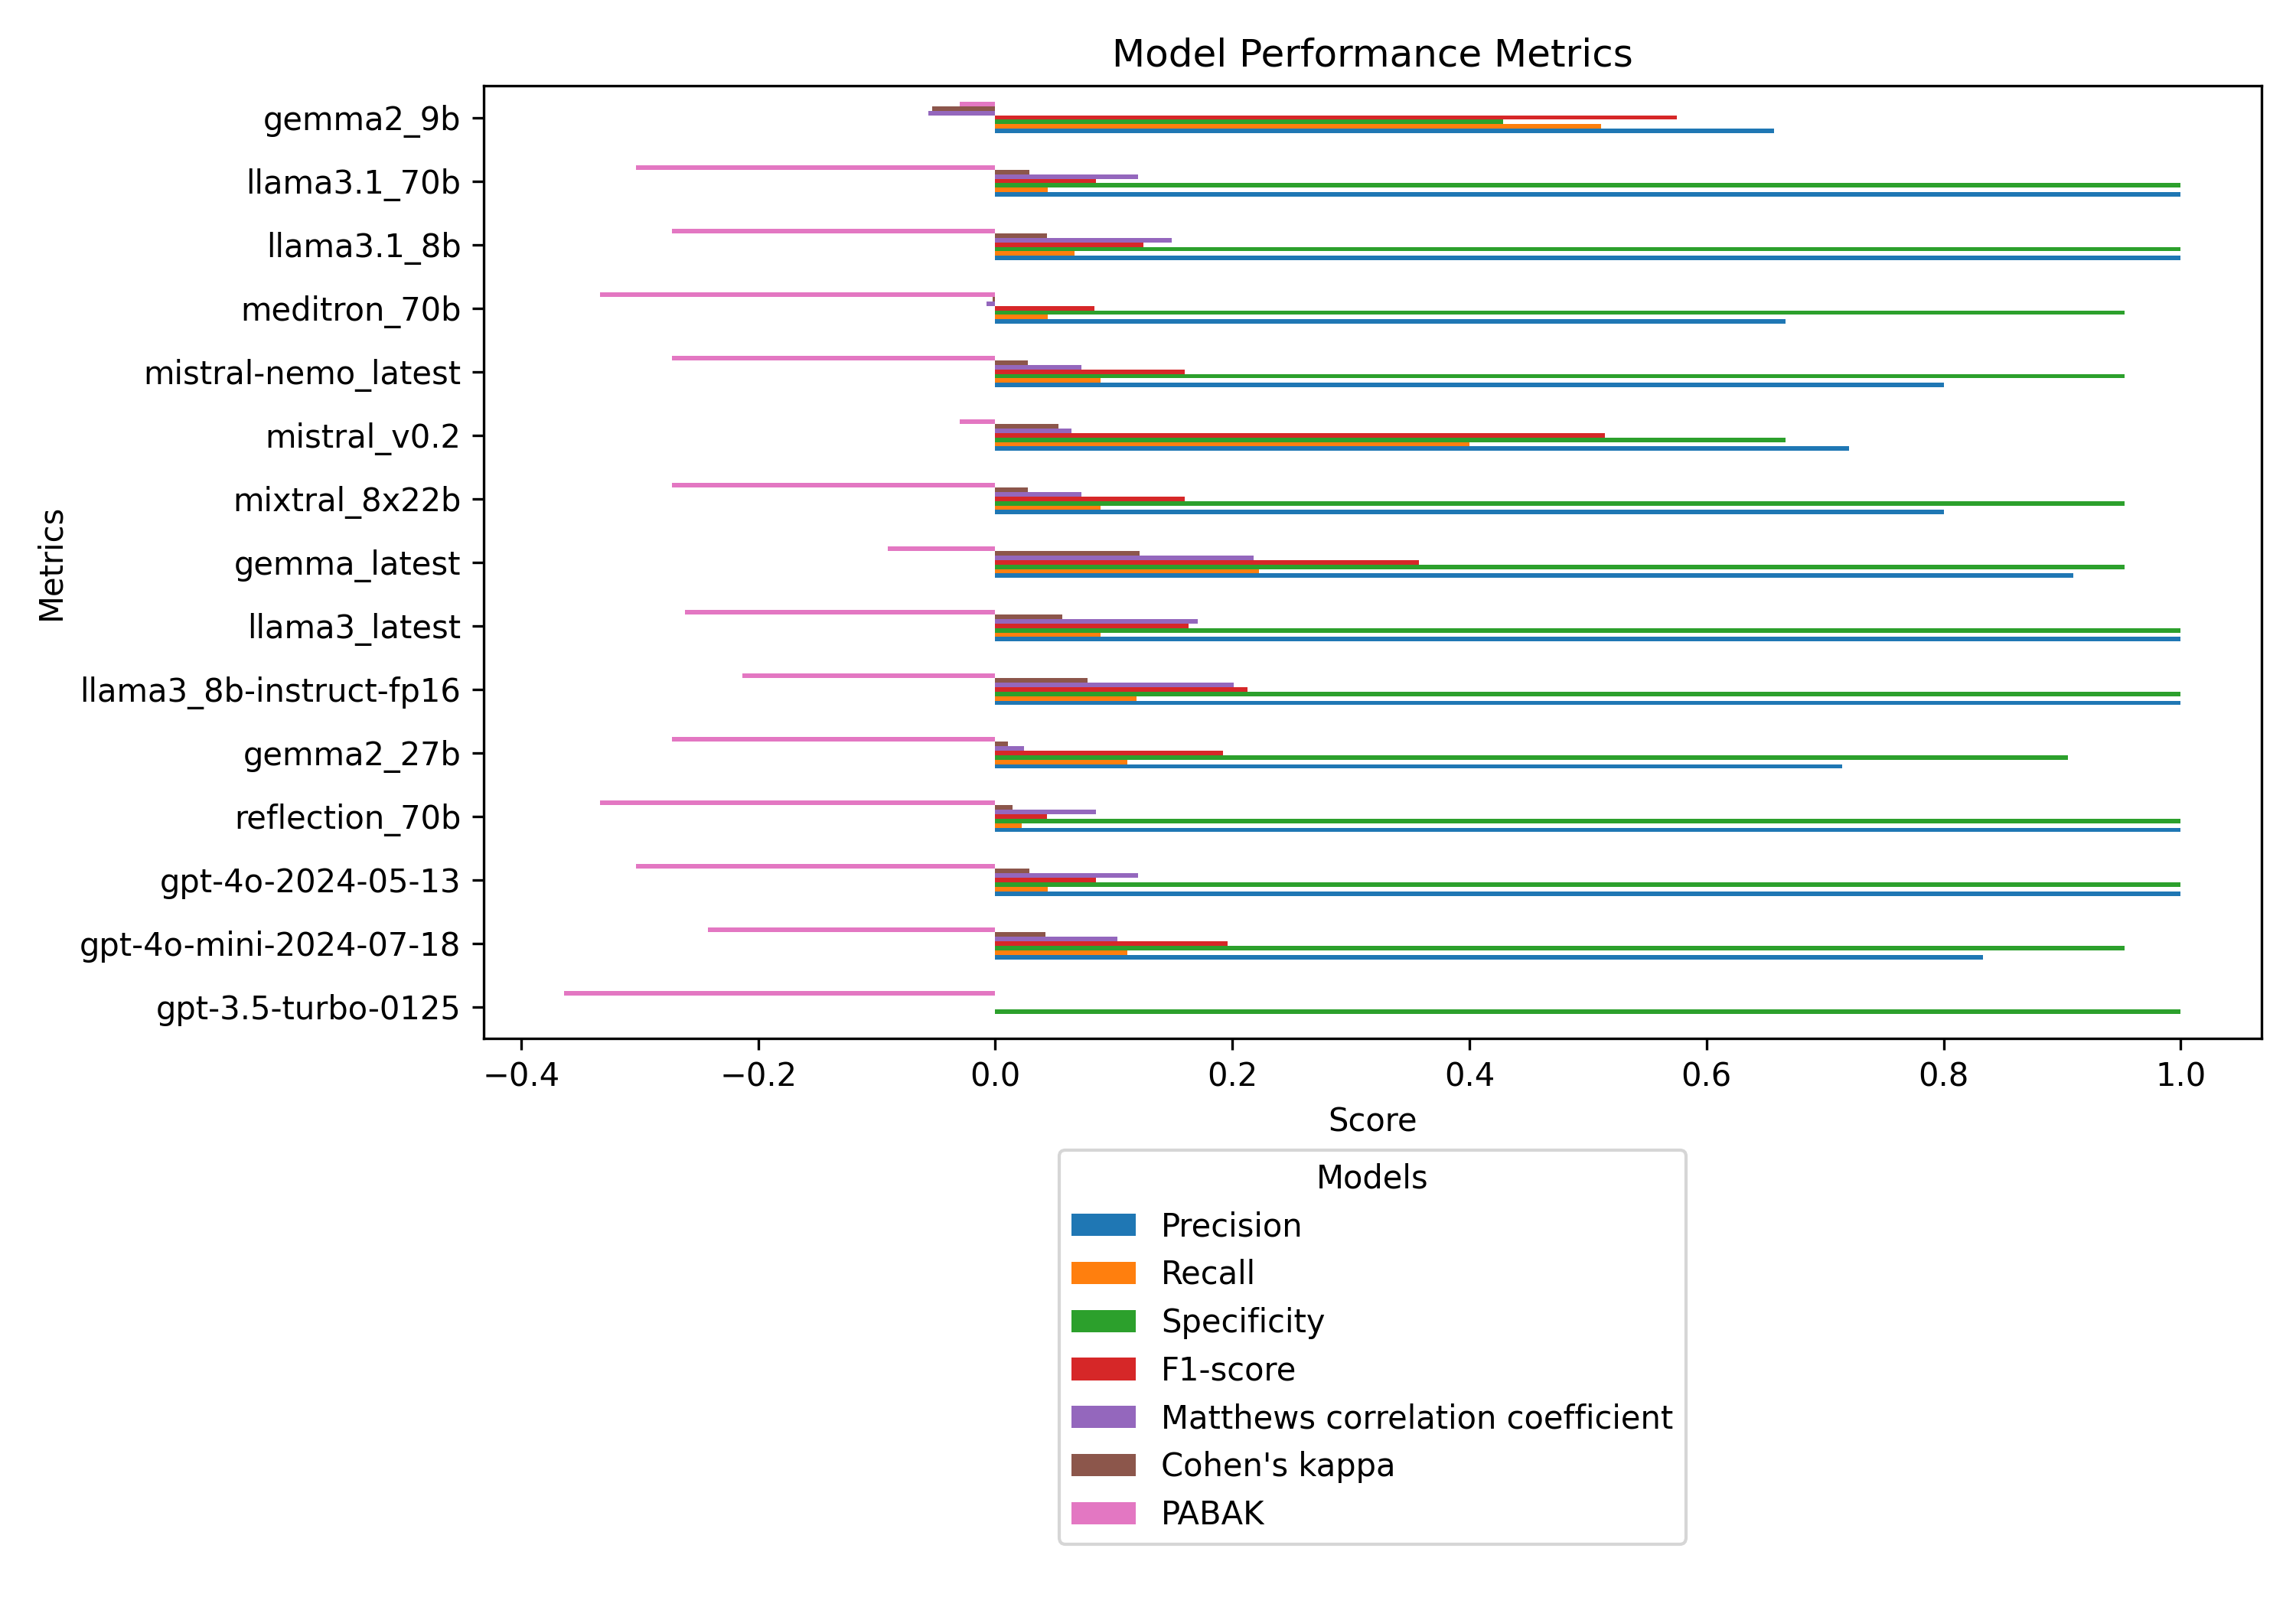 Model Performance Metrics
gemma2_9b
llama3.1_70b
llama3.1_8b
meditron_70b
mistral-nemo_latest
mistral_v0.2
mixtral_8x22b
gemma_latest
llama3_latest
llama3_8b-instruct-fp16
gemma2_27b
reflection_70b
gpt-4o-2024-05-13
gpt-4o-mini-2024-07-18
gpt-3.5-turbo-0125
Metrics
−0.4 −0.2 0.0 0.2 0.4 0.6 0.8 1.0
Score
Models
Precision
Recall
Specificity
F1-score
Matthews correlation coefficient
Cohen's kappa
PABAK